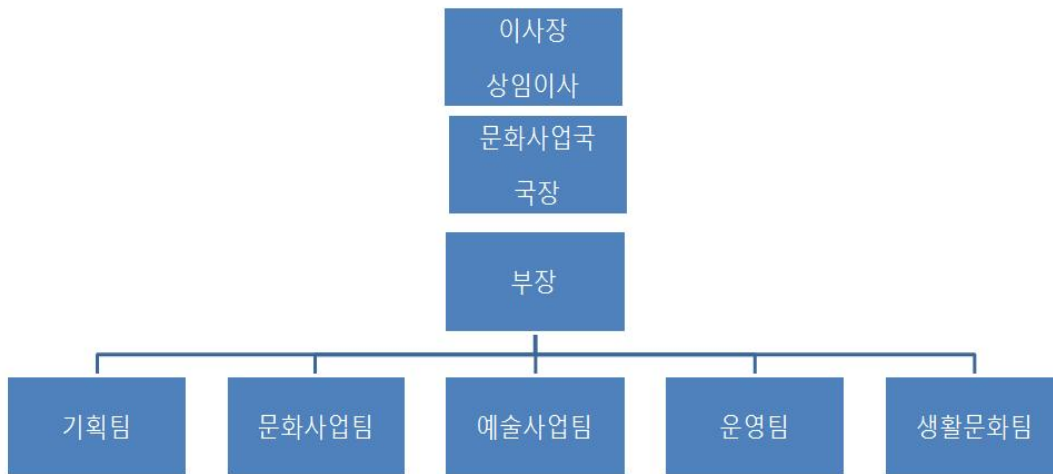 이사장
상임이사
문화사업국
국장
부장
기획팀
문화사업팀
예술사업팀
운영팀
생활문화팀